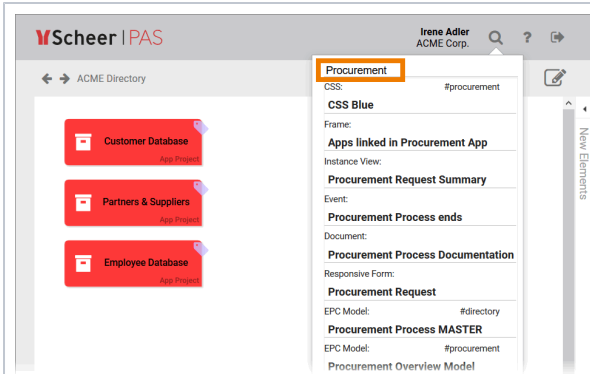 Scheer PAS
Irene Adler
ACME Corp.
?
ACME Directory
Procurement
CSS: #procurement
CSS Blue
Frame:
Apps linked in Procurement App
Instance View:
Procurement Request Summary
Event:
Procurement Process ends
Document:
Procurement Process Documentation
Responsive Form:
Procurement Request
EPC Model: #directory
Procurement Process MASTER
EPC Model: #procurement
Procurement Overview Model
Customer Database
App Project
Partners & Suppliers
App Project
Employee Database
App Project
New Elements